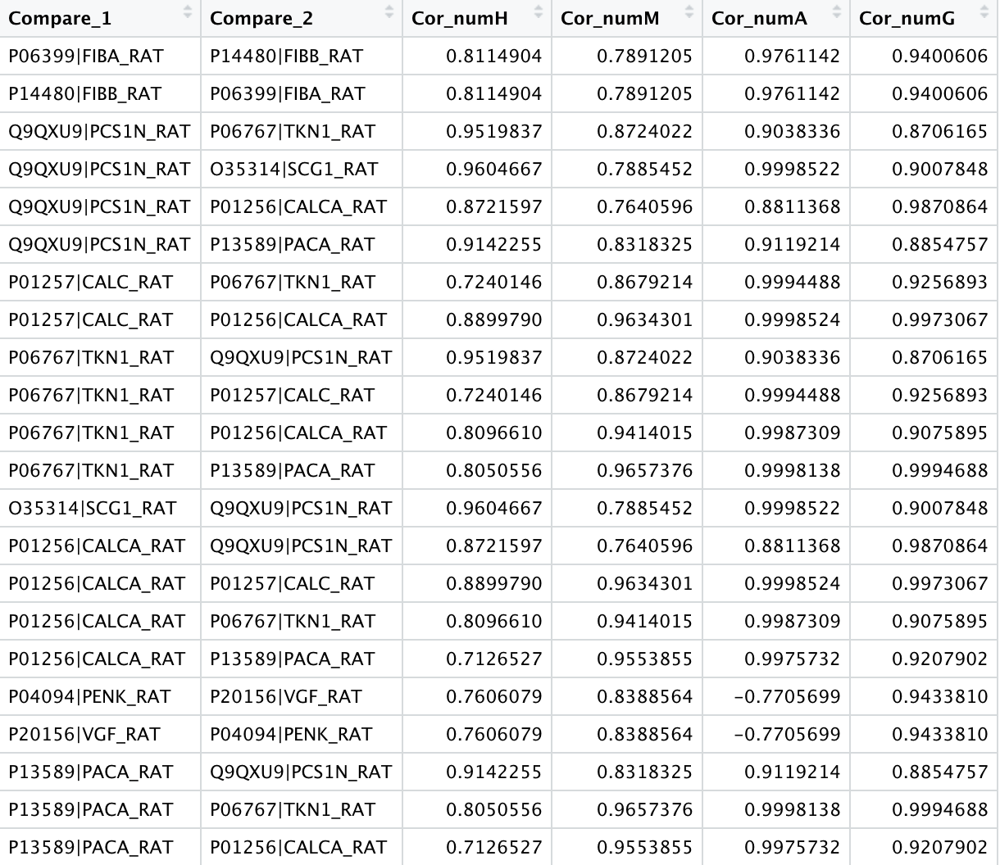 Compare_1 Compare_2 Cor_numH Cor_numM Cor_numA Cor_numG
P06399|FIBA_RAT P14480|FIBB_RAT 0.8114904 0.7891205 0.9761142 0.9400606
P14480|FIBB_RAT P06399|FIBA_RAT 0.8114904 0.7891205 0.9761142 0.9400606
Q9QXU9|PCS1N_RAT P06767|TKN1_RAT 0.9519837 0.8724022 0.9038336 0.8706165
Q9QXU9|PCS1N_RAT O35314|SCG1_RAT 0.9604667 0.7885452 0.9998522 0.9007848
Q9QXU9|PCS1N_RAT P01256|CALCA_RAT 0.8721597 0.7640596 0.8811368 0.9870864
Q9QXU9|PCS1N_RAT P13589|PACA_RAT 0.9142255 0.8318325 0.9119214 0.8854757
P01257|CALC_RAT P06767|TKN1_RAT 0.7240146 0.8679214 0.9994488 0.9256893
P01257|CALC_RAT P01256|CALCA_RAT 0.8899790 0.9634301 0.9998524 0.9973067
P06767|TKN1_RAT Q9QXU9|PCS1N_RAT 0.9519837 0.8724022 0.9038336 0.8706165
P06767|TKN1_RAT P01257|CALC_RAT 0.7240146 0.8679214 0.9994488 0.9256893
P06767|TKN1_RAT P01256|CALCA_RAT 0.8096610 0.9414015 0.9987309 0.9075895
P06767|TKN1_RAT P13589|PACA_RAT 0.8050556 0.9657376 0.9998138 0.9994688
O35314|SCG1_RAT Q9QXU9|PCS1N_RAT 0.9604667 0.7885452 0.9998522 0.9007848
P01256|CALCA_RAT Q9QXU9|PCS1N_RAT 0.8721597 0.7640596 0.8811368 0.9870864
P01256|CALCA_RAT P01257|CALC_RAT 0.8899790 0.9634301 0.9998524 0.9973067
P01256|CALCA_RAT P06767|TKN1_RAT 0.8096610 0.9414015 0.9987309 0.9075895
P01256|CALCA_RAT P13589|PACA_RAT 0.7126527 0.9553855 0.9975732 0.9207902
P04094|PENK_RAT P20156|VGF_RAT 0.7606079 0.8388564 −0.7705699 0.9433810
P20156|VGF_RAT P04094|PENK_RAT 0.7606079 0.8388564 −0.7705699 0.9433810
P13589|PACA_RAT Q9QXU9|PCS1N_RAT 0.9142255 0.8318325 0.9119214 0.8854757
P13589|PACA_RAT P06767|TKN1_RAT 0.8050556 0.9657376 0.9998138 0.9994688
P13589|PACA_RAT P01256|CALCA_RAT 0.7126527 0.9553855 0.9975732 0.9207902